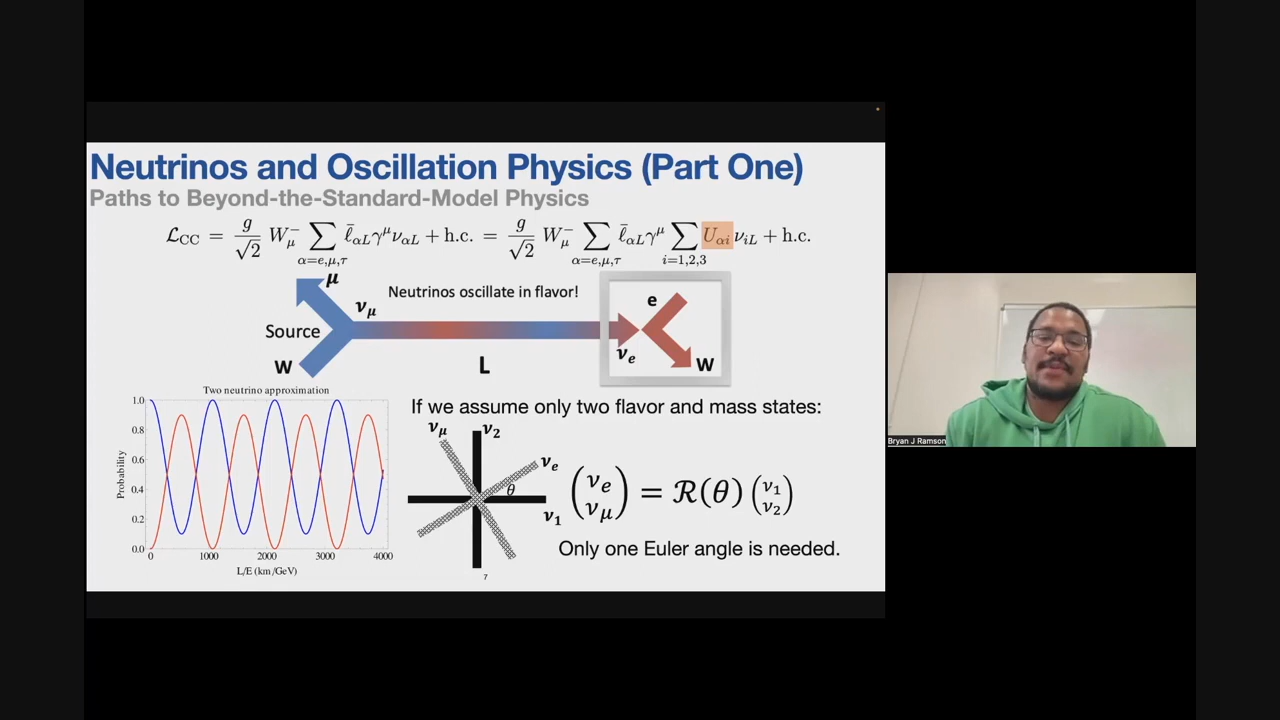 Neutrinos and Oscillation Physics (Part One)
Paths to Beyond-the-Standard-Model Physics
ℒ_CC = g/√2 W_μ^− ∑_{α=e,μ,τ} ℓ̄_{αL} γ^μ ν_{αL} + h.c. = g/√2 W_μ^− ∑_{α=e,μ,τ} ℓ̄_{αL} γ^μ ∑_{i=1,2,3} U_{αi} ν_{iL} + h.c.
μ
Neutrinos oscillate in flavor!
ν_μ
Source
W
L
e
ν_e
W
Two neutrino approximation
1.0
0.8
0.6
0.4
0.2
0.0
Probability
0 1000 2000 3000 4000
L/E (km/GeV)
If we assume only two flavor and mass states:
ν_μ
ν_2
ν_e
θ
ν_1
(ν_e ν_μ) = ℛ(θ) (ν_1 ν_2)
Only one Euler angle is needed.
7
Bryan J Ramson